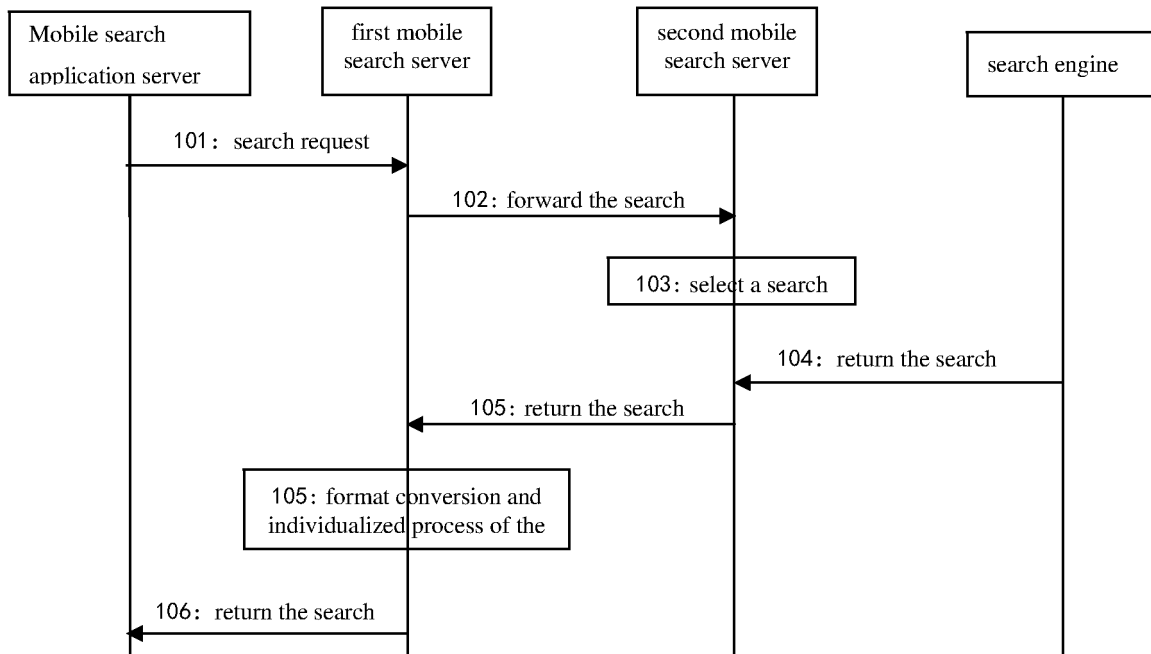 Mobile search
application server
first mobile
search server
second mobile
search server
search engine
101: search request
102: forward the search
103: select a search
104: return the search
105: return the search
105: format conversion and
individualized process of the
106: return the search